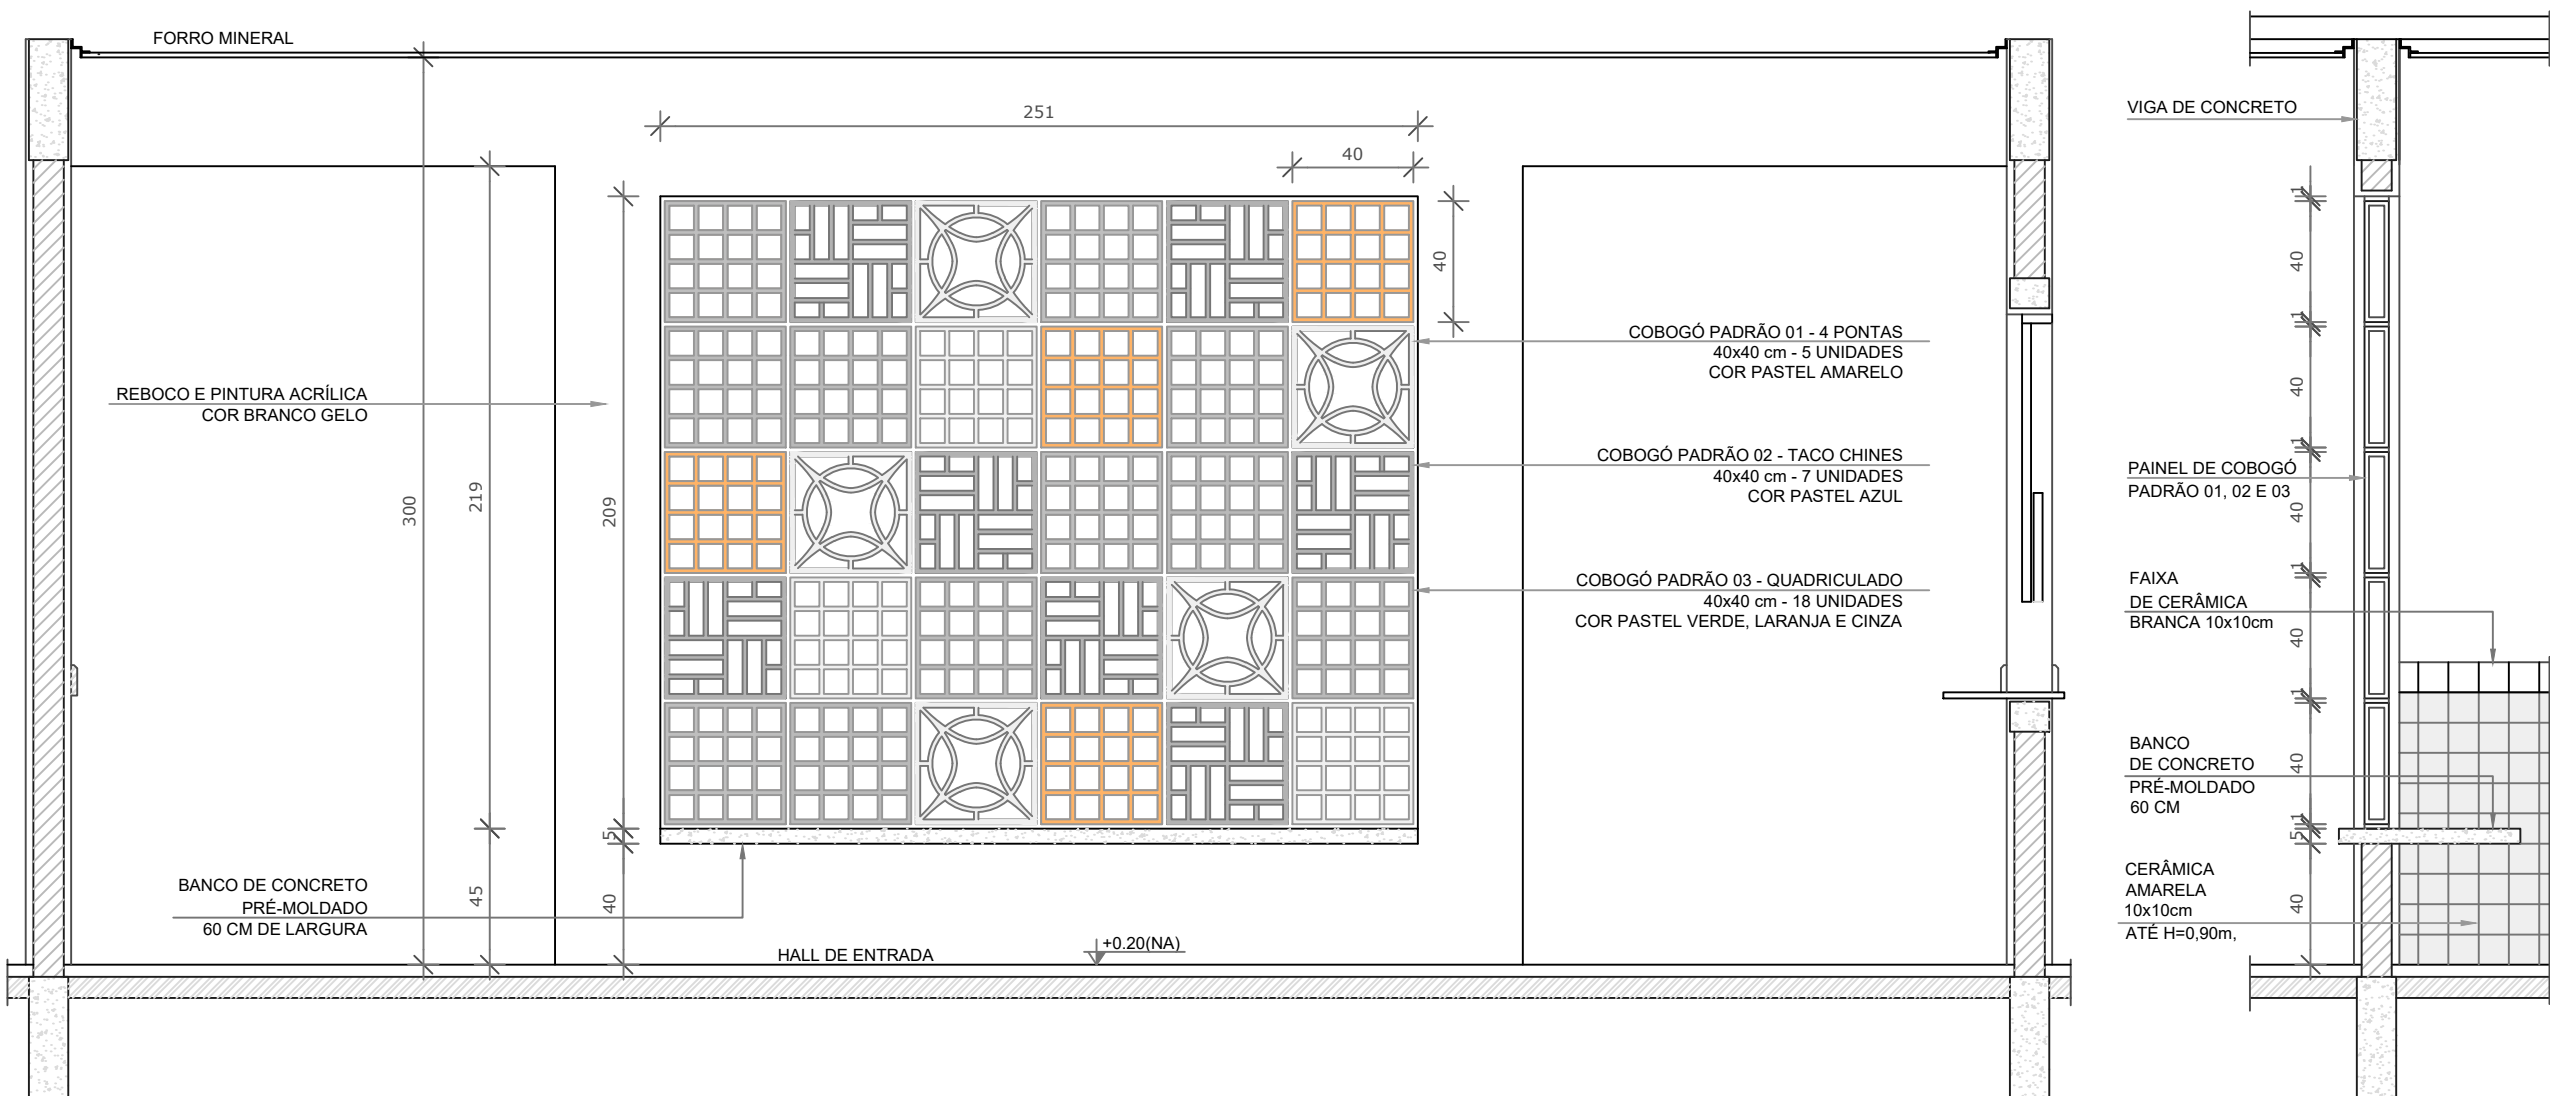 FORRO MINERAL
251
40
40
300
219
209
5
45
40
REBOCO E PINTURA ACRÍLICA
COR BRANCO GELO
COBOGÓ PADRÃO 01 - 4 PONTAS
40x40 cm - 5 UNIDADES
COR PASTEL AMARELO
COBOGÓ PADRÃO 02 - TACO CHINES
40x40 cm - 7 UNIDADES
COR PASTEL AZUL
COBOGÓ PADRÃO 03 - QUADRICULADO
40x40 cm - 18 UNIDADES
COR PASTEL VERDE, LARANJA E CINZA
BANCO DE CONCRETO
PRÉ-MOLDADO
60 CM DE LARGURA
HALL DE ENTRADA
+0.20(NA)
VIGA DE CONCRETO
PAINEL DE COBOGÓ
PADRÃO 01, 02 E 03
FAIXA
DE CERÂMICA
BRANCA 10x10cm
BANCO
DE CONCRETO
PRÉ-MOLDADO
60 CM
CERÂMICA
AMARELA
10x10cm
ATÉ H=0,90m,
1
40
1
40
1
40
1
40
1
40
1
5
40